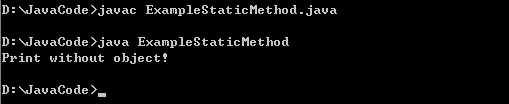 D:\JavaCode>javac ExampleStaticMethod.java
D:\JavaCode>java ExampleStaticMethod
Print without object!
D:\JavaCode>_